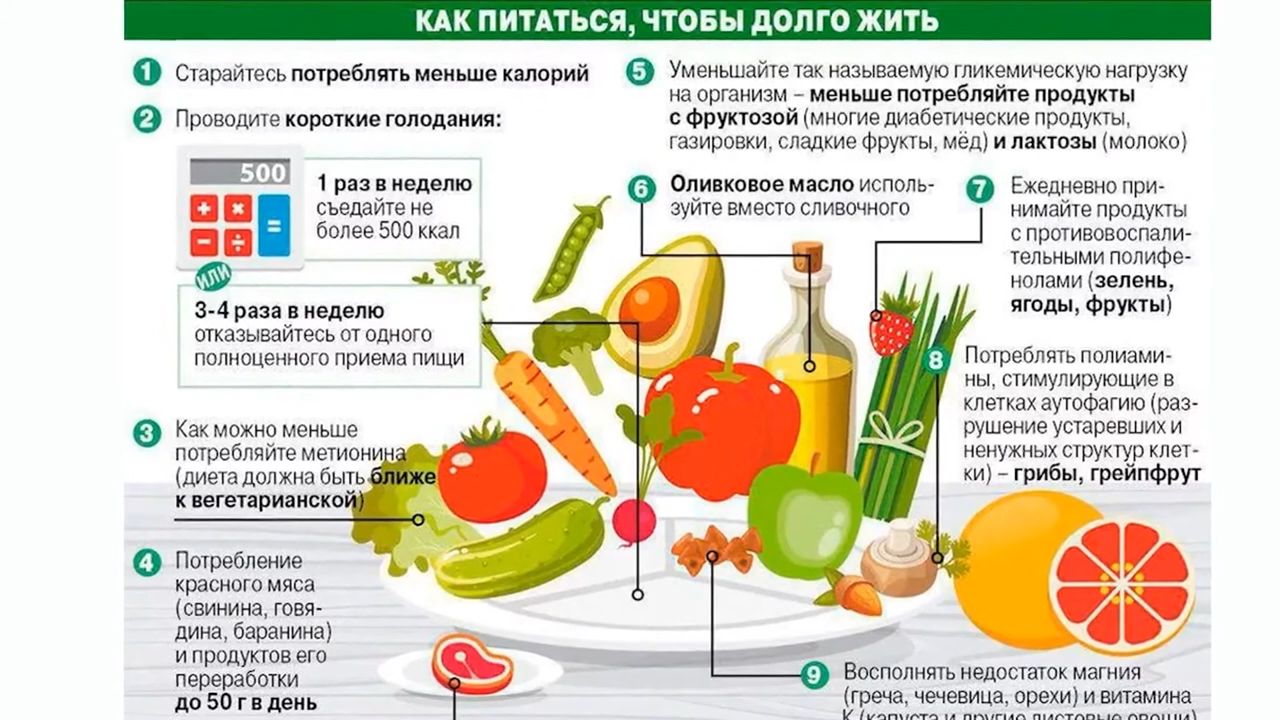 КАК ПИТАТЬСЯ, ЧТОБЫ ДОЛГО ЖИТЬ
1 Старайтесь потреблять меньше калорий
2 Проводите короткие голодания:
500
+ × − ÷ =
1 раз в неделю
съедайте не
более 500 ккал
ИЛИ
3-4 раза в неделю
отказывайтесь от одного
полноценного приема пищи
3 Как можно меньше
потребляйте метионина
(диета должна быть ближе
к вегетарианской)
4 Потребление
красного мяса
(свинина, говя-
дина, баранина)
и продуктов его
переработки
до 50 г в день
5 Уменьшайте так называемую гликемическую нагрузку
на организм – меньше потребляйте продукты
с фруктозой (многие диабетические продукты,
газировки, сладкие фрукты, мёд) и лактозы (молоко)
6 Оливковое масло исполь-
зуйте вместо сливочного
7 Ежедневно при-
нимайте продукты
с противовоспали-
тельными полифе-
нолами (зелень,
ягоды, фрукты)
8 Потреблять полиами-
ны, стимулирующие в
клетках аутофагию (раз-
рушение устаревших и
ненужных структур клет-
ки) – грибы, грейпфрут
9 Восполнять недостаток магния
(греча, чечевица, орехи) и витамина
К (капуста и другие листовые овощи)